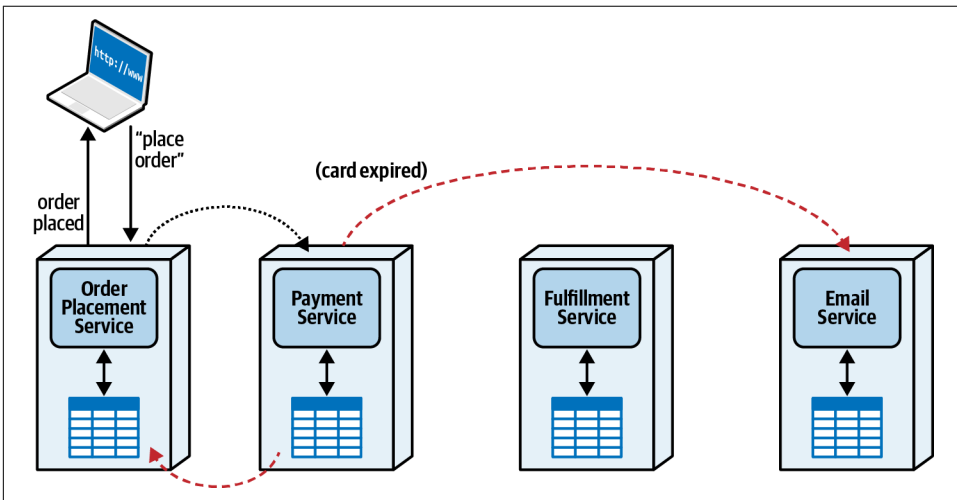 http://www
"place
order"
order
placed
(card expired)
Order
Placement
Service
Payment
Service
Fulfillment
Service
Email
Service